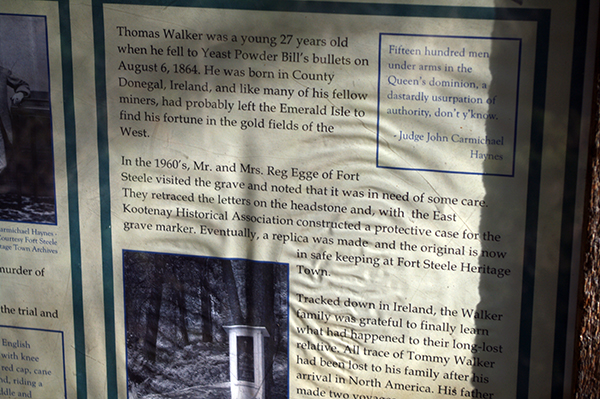 Thomas Walker was a young 27 years old
when he fell to Yeast Powder Bill's bullets on
August 6, 1864. He was born in County
Donegal, Ireland, and like many of his fellow
miners, had probably left the Emerald Isle to
find his fortune in the gold fields of the
West.
Fifteen hundred men
under arms in the
Queen's dominion, a
dastardly usurpation of
authority, don't y'know.
- Judge John Carmichael
Haynes
In the 1960's, Mr. and Mrs. Reg Egge of Fort
Steele visited the grave and noted that it was in need of some care.
They retraced the letters on the headstone and, with the East
Kootenay Historical Association constructed a protective case for the
grave marker. Eventually, a replica was made and the original is now
in safe keeping at Fort Steele Heritage
Town.
Tracked down in Ireland, the Walker
family was grateful to finally learn
what had happened to their long-lost
relative. All trace of Tommy Walker
had been lost to his family after his
arrival in North America. His father
made two
armichael Haynes -
Courtesy Fort Steele
itage Town Archives
murder of
the trial and
English
with knee
red cap, cane
nd, riding a
ddle and